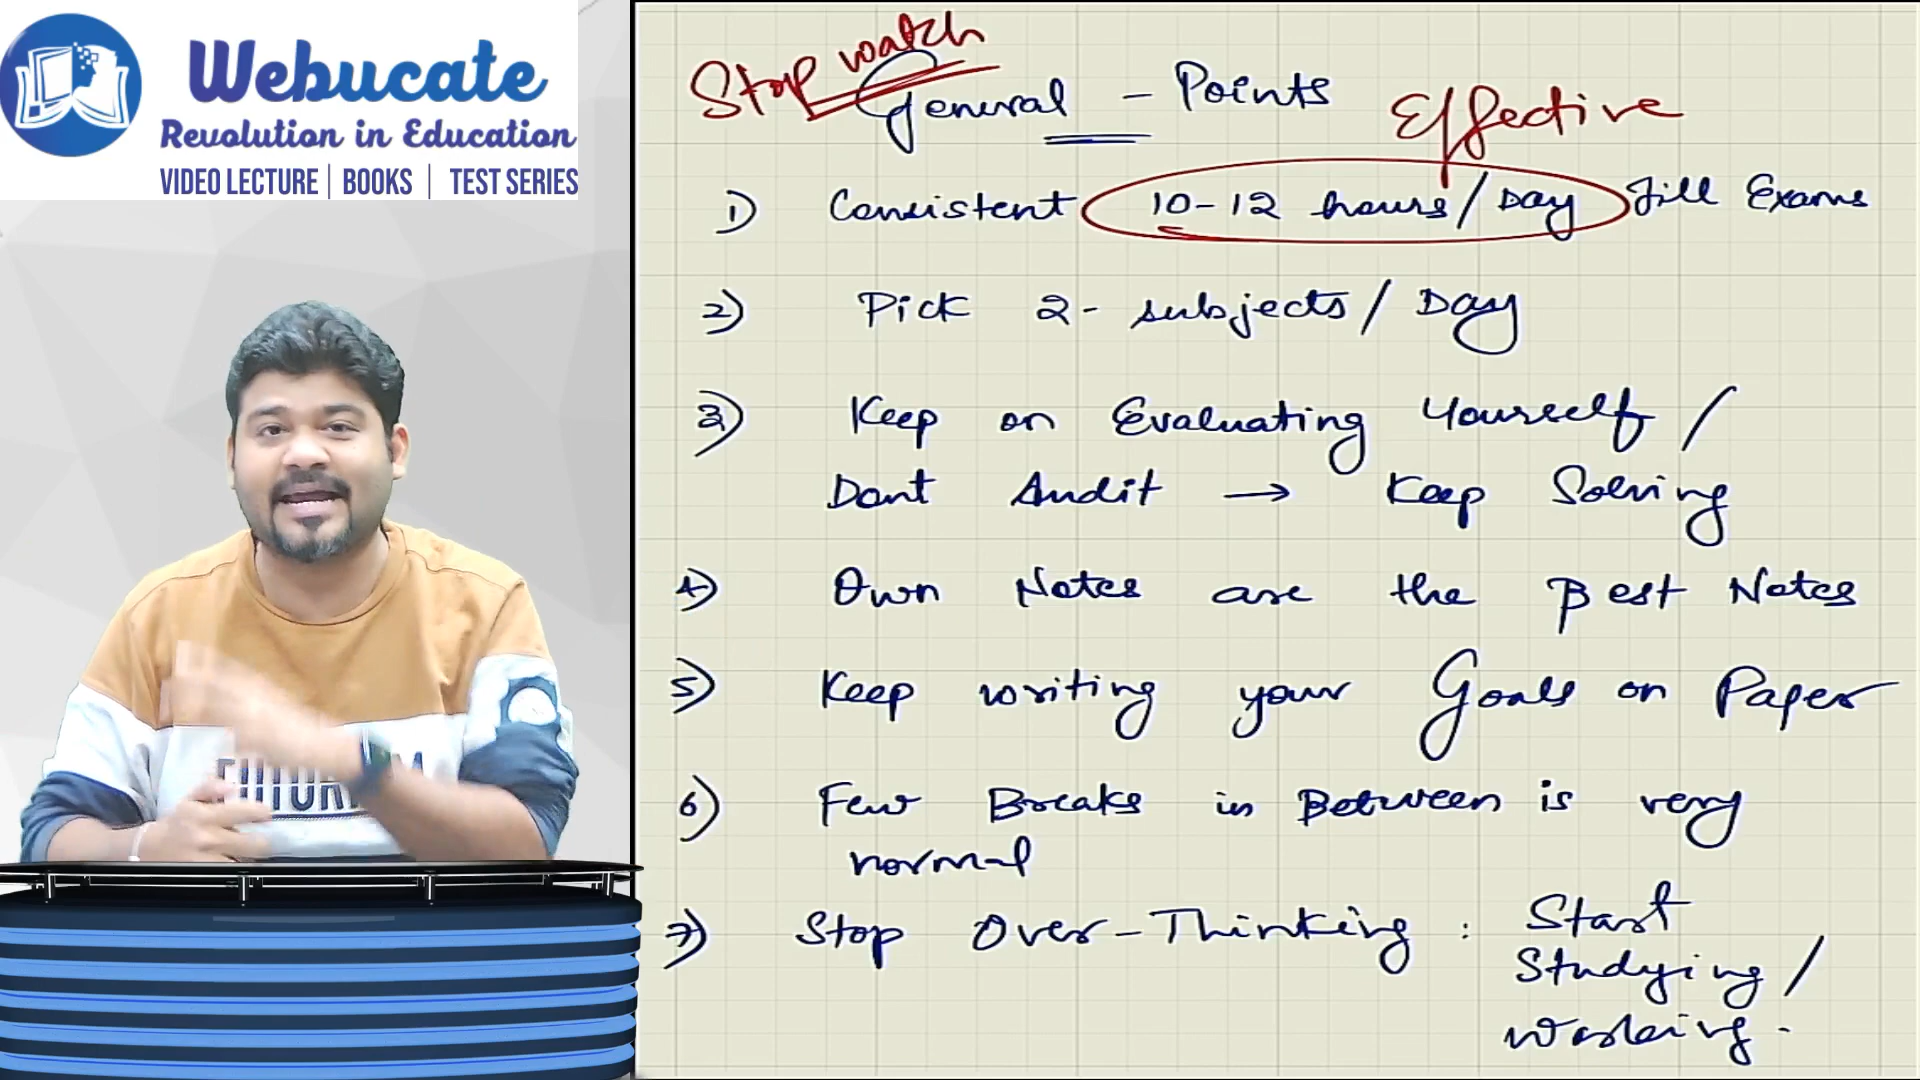 Webucate
Revolution in Education
VIDEO LECTURE | BOOKS | TEST SERIES
Stop watch
General - Points
Effective
1) Consistent 10-12 hours/Day Till Exams
2) Pick 2- subjects/Day
3) Keep on Evaluating Yourself/
Dont Audit → Keep Solving
4) Own Notes are the Best Notes
5) Keep writing your Goals on Paper
6) Few Breaks in Between is very
normal
7) Stop Over-Thinking : Start
Studying/
Working.